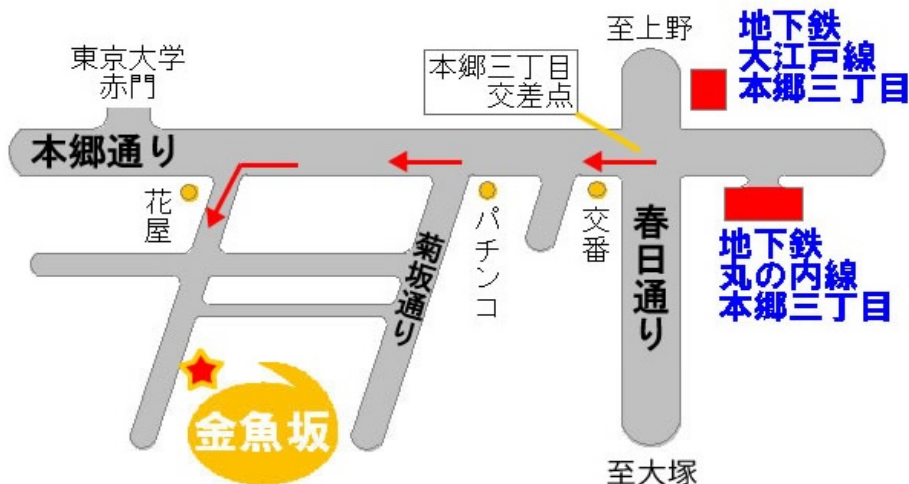 至上野
地下鉄
大江戸線
本郷三丁目
東京大学
赤門
本郷三丁目
交差点
本郷通り
花屋
菊坂通り
パチンコ
交番
春日通り
地下鉄
丸の内線
本郷三丁目
金魚坂
至大塚